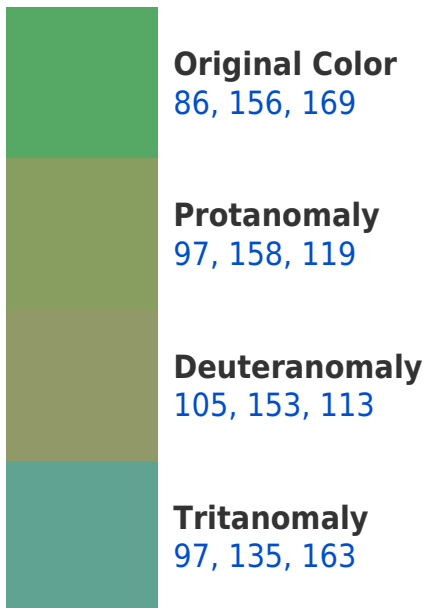 Original Color
86, 156, 169
Protanomaly
97, 158, 119
Deuteranomaly
105, 153, 113
Tritanomaly
97, 135, 163